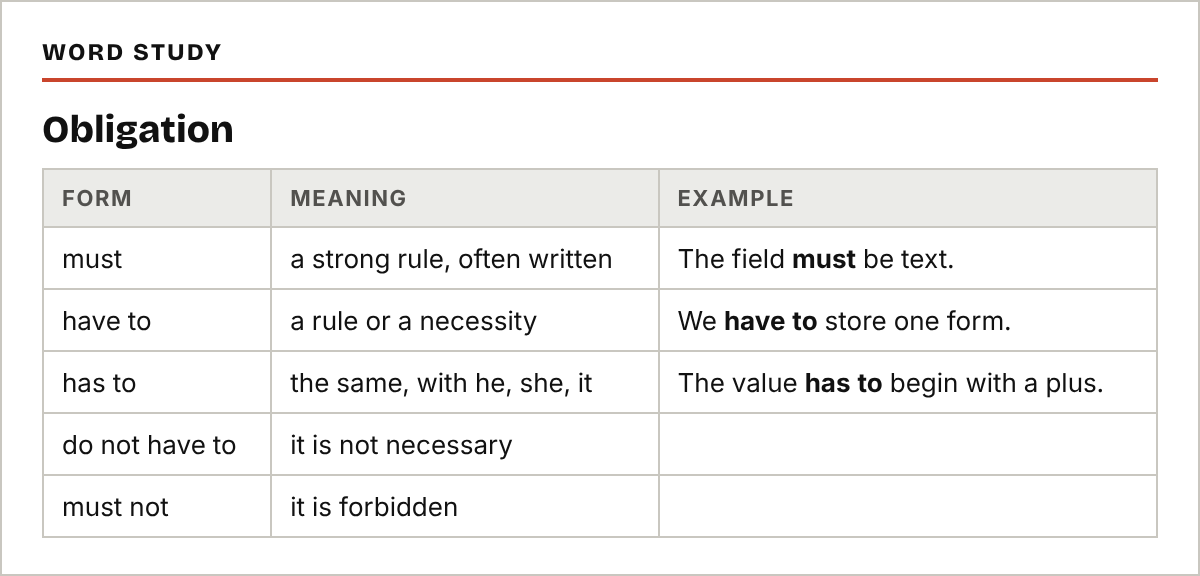 WORD STUDY
Obligation
FORM MEANING EXAMPLE
must a strong rule, often written The field must be text.
have to a rule or a necessity We have to store one form.
has to the same, with he, she, it The value has to begin with a plus.
do not have to it is not necessary
must not it is forbidden